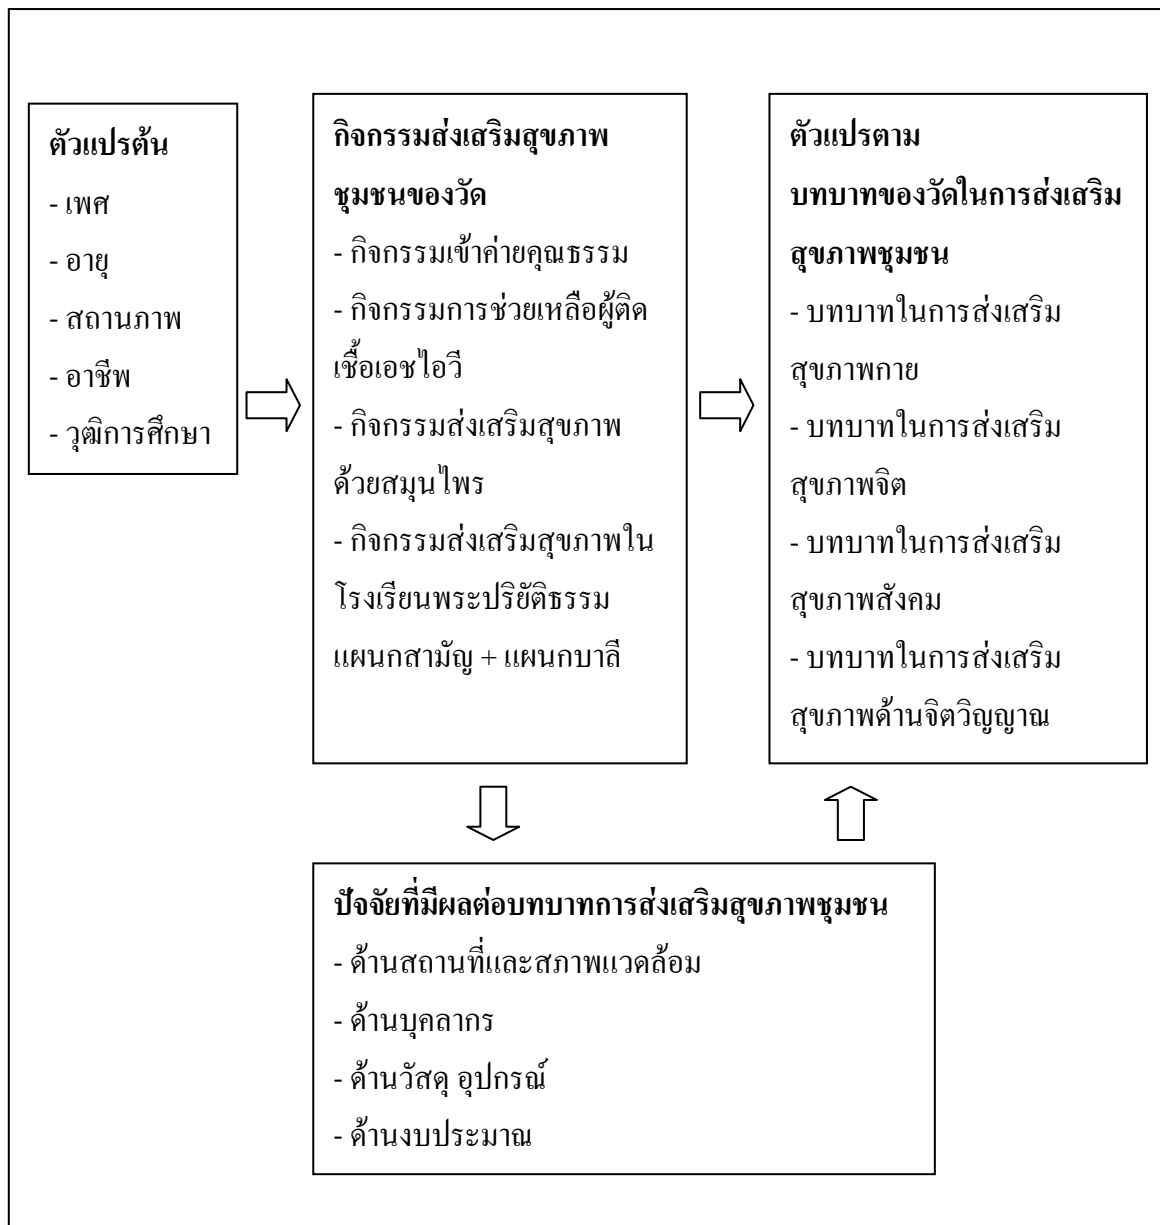 ตัวแปรต้น
- เพศ
- อายุ
- สถานภาพ
- อาชีพ
- วุฒิการศึกษา
กิจกรรมส่งเสริมสุขภาพ
ชุมชนของวัด
- กิจกรรมเข้าค่ายคุณธรรม
- กิจกรรมการช่วยเหลือผู้ติด
เชื้อเอชไอวี
- กิจกรรมส่งเสริมสุขภาพ
ด้วยสมุนไพร
- กิจกรรมส่งเสริมสุขภาพใน
โรงเรียนพระปริยัติธรรม
แผนกสามัญ + แผนกบาลี
ตัวแปรตาม
บทบาทของวัดในการส่งเสริม
สุขภาพชุมชน
- บทบาทในการส่งเสริม
สุขภาพกาย
- บทบาทในการส่งเสริม
สุขภาพจิต
- บทบาทในการส่งเสริม
สุขภาพสังคม
- บทบาทในการส่งเสริม
สุขภาพด้านจิตวิญญาณ
ปัจจัยที่มีผลต่อบทบาทการส่งเสริมสุขภาพชุมชน
- ด้านสถานที่และสภาพแวดล้อม
- ด้านบุคลากร
- ด้านวัสดุ อุปกรณ์
- ด้านงบประมาณ